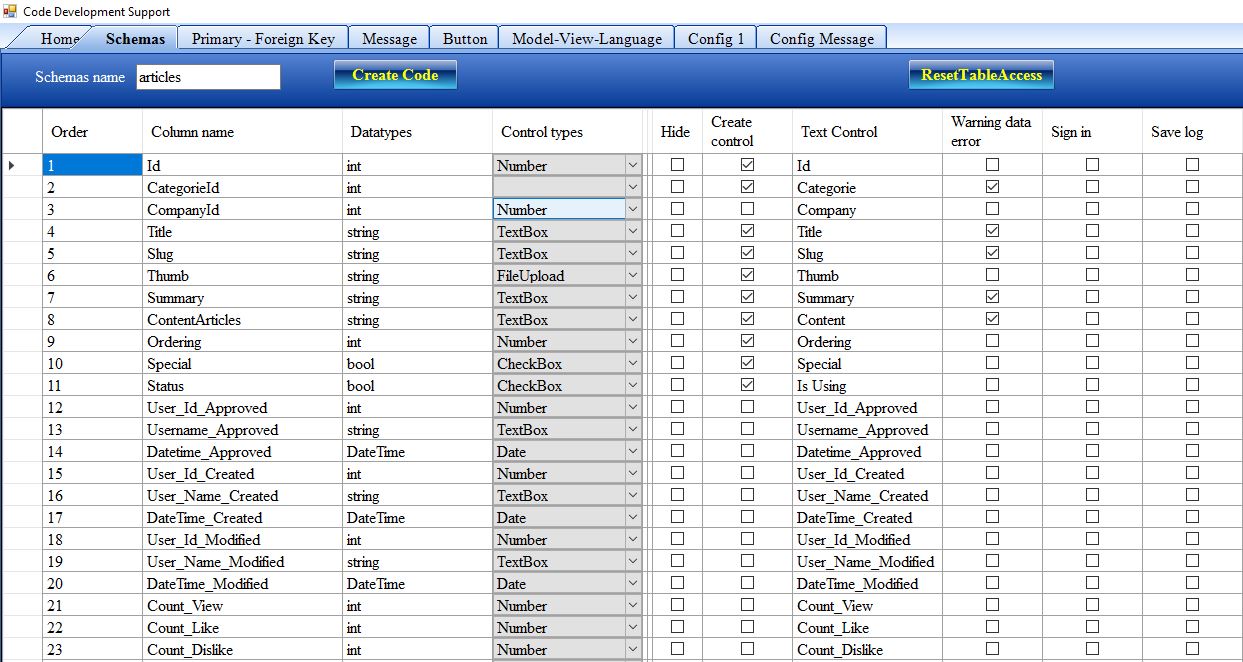 Code Development Support
Home Schemas Primary - Foreign Key Message Button Model-View-Language Config 1 Config Message
Schemas name articles Create Code ResetTableAccess
Order Column name Datatypes Control types Hide Create control Text Control Warning data error Sign in Save log
1 Id int Number Id
2 CategorieId int Categorie
3 CompanyId int Number Company
4 Title string TextBox Title
5 Slug string TextBox Slug
6 Thumb string FileUpload Thumb
7 Summary string TextBox Summary
8 ContentArticles string TextBox Content
9 Ordering int Number Ordering
10 Special bool CheckBox Special
11 Status bool CheckBox Is Using
12 User_Id_Approved int Number User_Id_Approved
13 Username_Approved string TextBox Username_Approved
14 Datetime_Approved DateTime Date Datetime_Approved
15 User_Id_Created int Number User_Id_Created
16 User_Name_Created string TextBox User_Name_Created
17 DateTime_Created DateTime Date DateTime_Created
18 User_Id_Modified int Number User_Id_Modified
19 User_Name_Modified string TextBox User_Name_Modified
20 DateTime_Modified DateTime Date DateTime_Modified
21 Count_View int Number Count_View
22 Count_Like int Number Count_Like
23 Count_Dislike int Number Count_Dislike